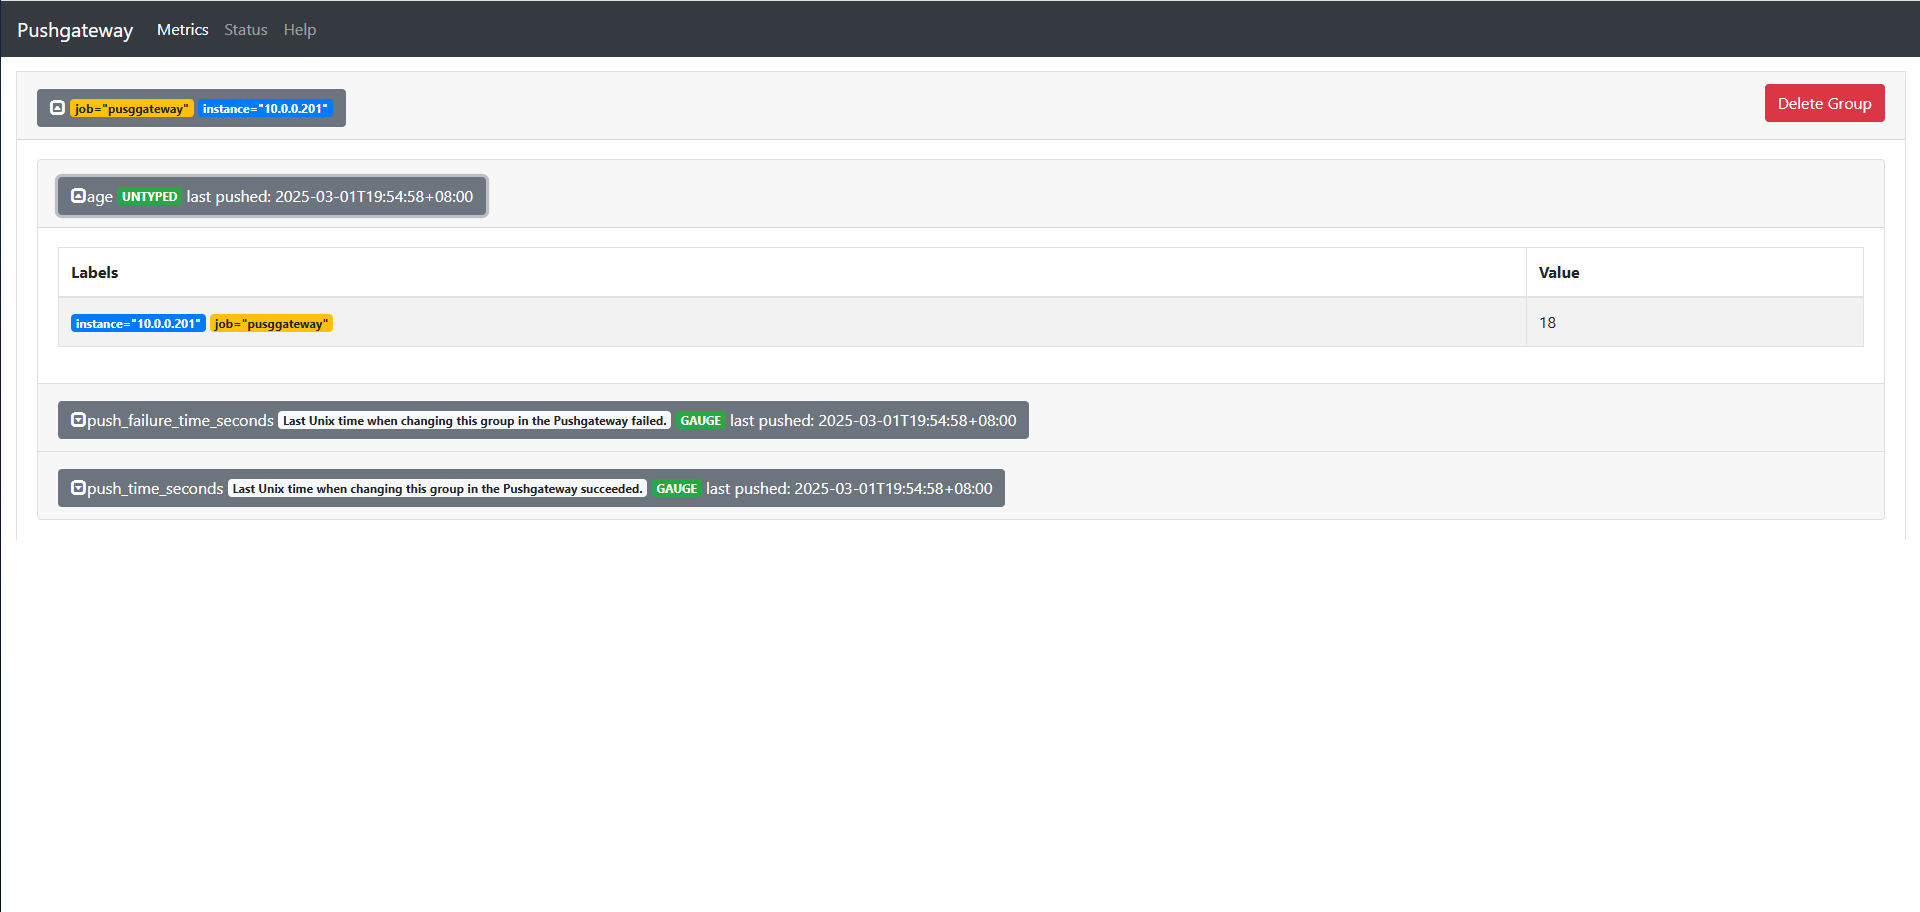 Pushgateway Metrics Status Help
job="pusggateway" instance="10.0.0.201" Delete Group
age UNTYPED last pushed: 2025-03-01T19:54:58+08:00
Labels Value
instance="10.0.0.201" job="pusggateway" 18
push_failure_time_seconds Last Unix time when changing this group in the Pushgateway failed. GAUGE last pushed: 2025-03-01T19:54:58+08:00
push_time_seconds Last Unix time when changing this group in the Pushgateway succeeded. GAUGE last pushed: 2025-03-01T19:54:58+08:00